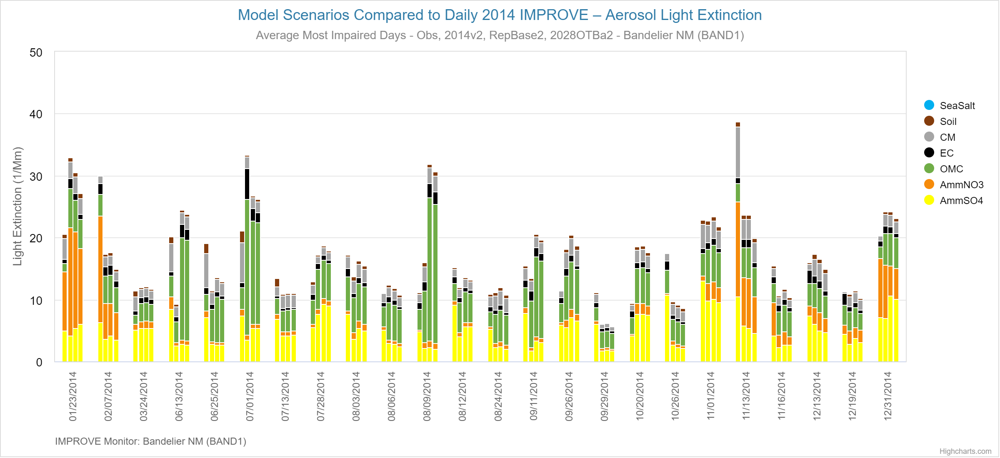 Model Scenarios Compared to Daily 2014 IMPROVE – Aerosol Light Extinction
Average Most Impaired Days - Obs, 2014v2, RepBase2, 2028OTBa2 - Bandelier NM (BAND1)
Light Extinction (1/Mm)
50
40
30
20
10
0
01/23/2014
02/07/2014
03/24/2014
06/13/2014
06/25/2014
07/01/2014
07/13/2014
07/28/2014
08/03/2014
08/06/2014
08/09/2014
08/12/2014
08/24/2014
09/11/2014
09/26/2014
09/29/2014
10/20/2014
10/26/2014
11/01/2014
11/13/2014
11/16/2014
12/13/2014
12/19/2014
12/31/2014
SeaSalt
Soil
CM
EC
OMC
AmmNO3
AmmSO4
IMPROVE Monitor: Bandelier NM (BAND1)
Highcharts.com